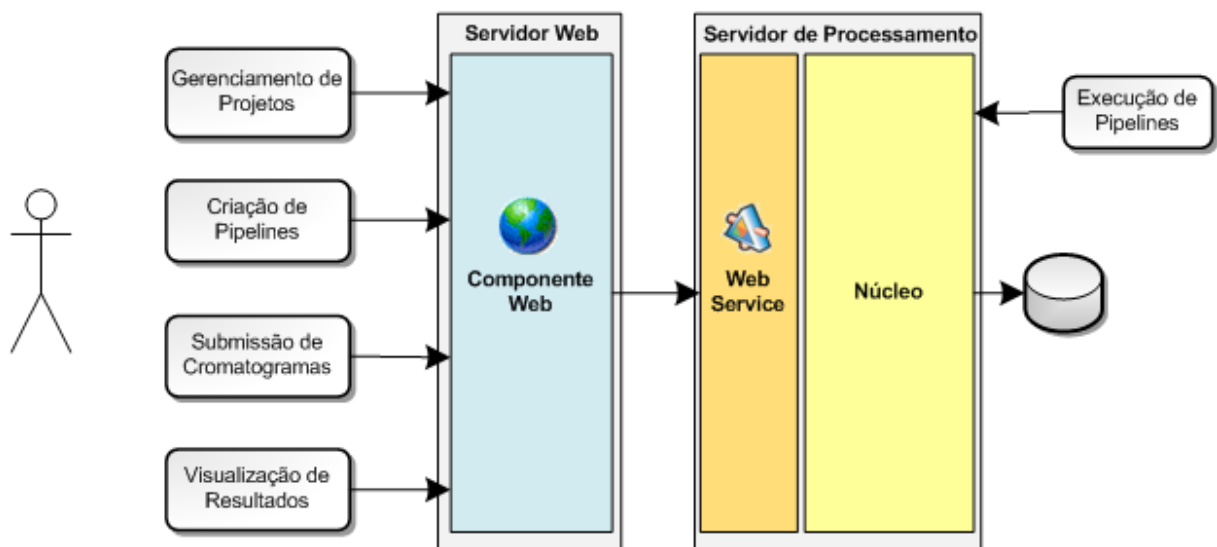 Servidor Web
Servidor de Processamento
Gerenciamento de
Projetos
Criação de
Pipelines
Submissão de
Cromatogramas
Visualização de
Resultados
Componente
Web
Web
Service
Núcleo
Execução de
Pipelines